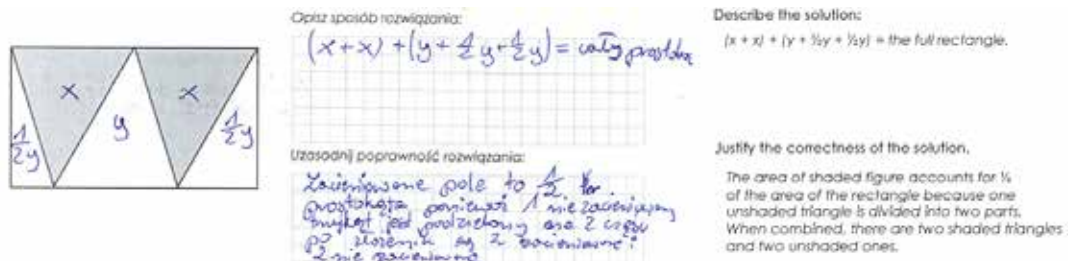 Opisz sposób rozwiązania:
(x + x) + (y + 1/2 y + 1/2 y) = cały prostokąt
x x
y
1/2 y 1/2 y
Uzasadnij poprawność rozwiązania:
Zacieniowane pole to 1/2
prostokąta ponieważ 1 niezacieniowany
trójkąt jest podzielony na 2 części
po złożeniu są 2 zacieniowane i
2 nie zacieniowane
Describe the solution:
(x + x) + (y + ½y + ½y) = the full rectangle.
Justify the correctness of the solution.
The area of shaded figure accounts for ½
of the area of the rectangle because one
unshaded triangle is divided into two parts.
When combined, there are two shaded triangles
and two unshaded ones.